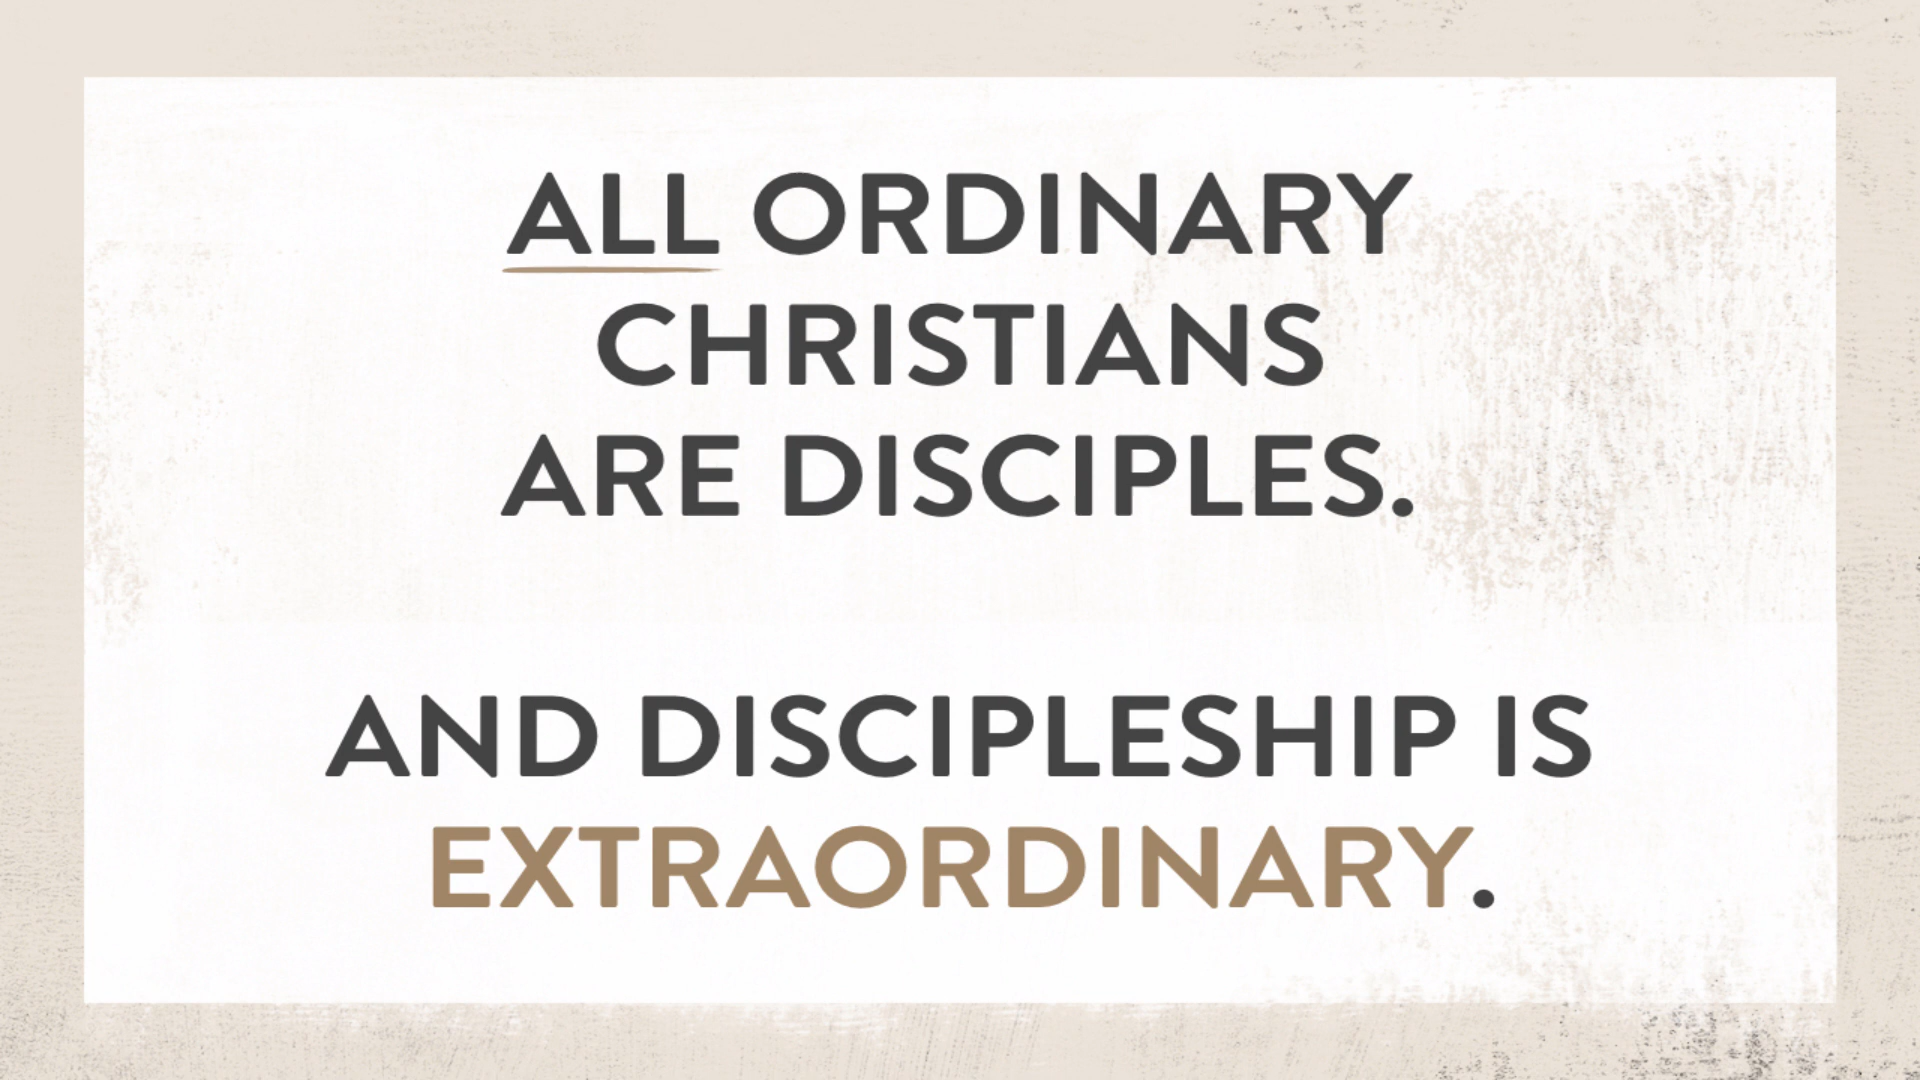 ALL ORDINARY
CHRISTIANS
ARE DISCIPLES.
AND DISCIPLESHIP IS
EXTRAORDINARY.